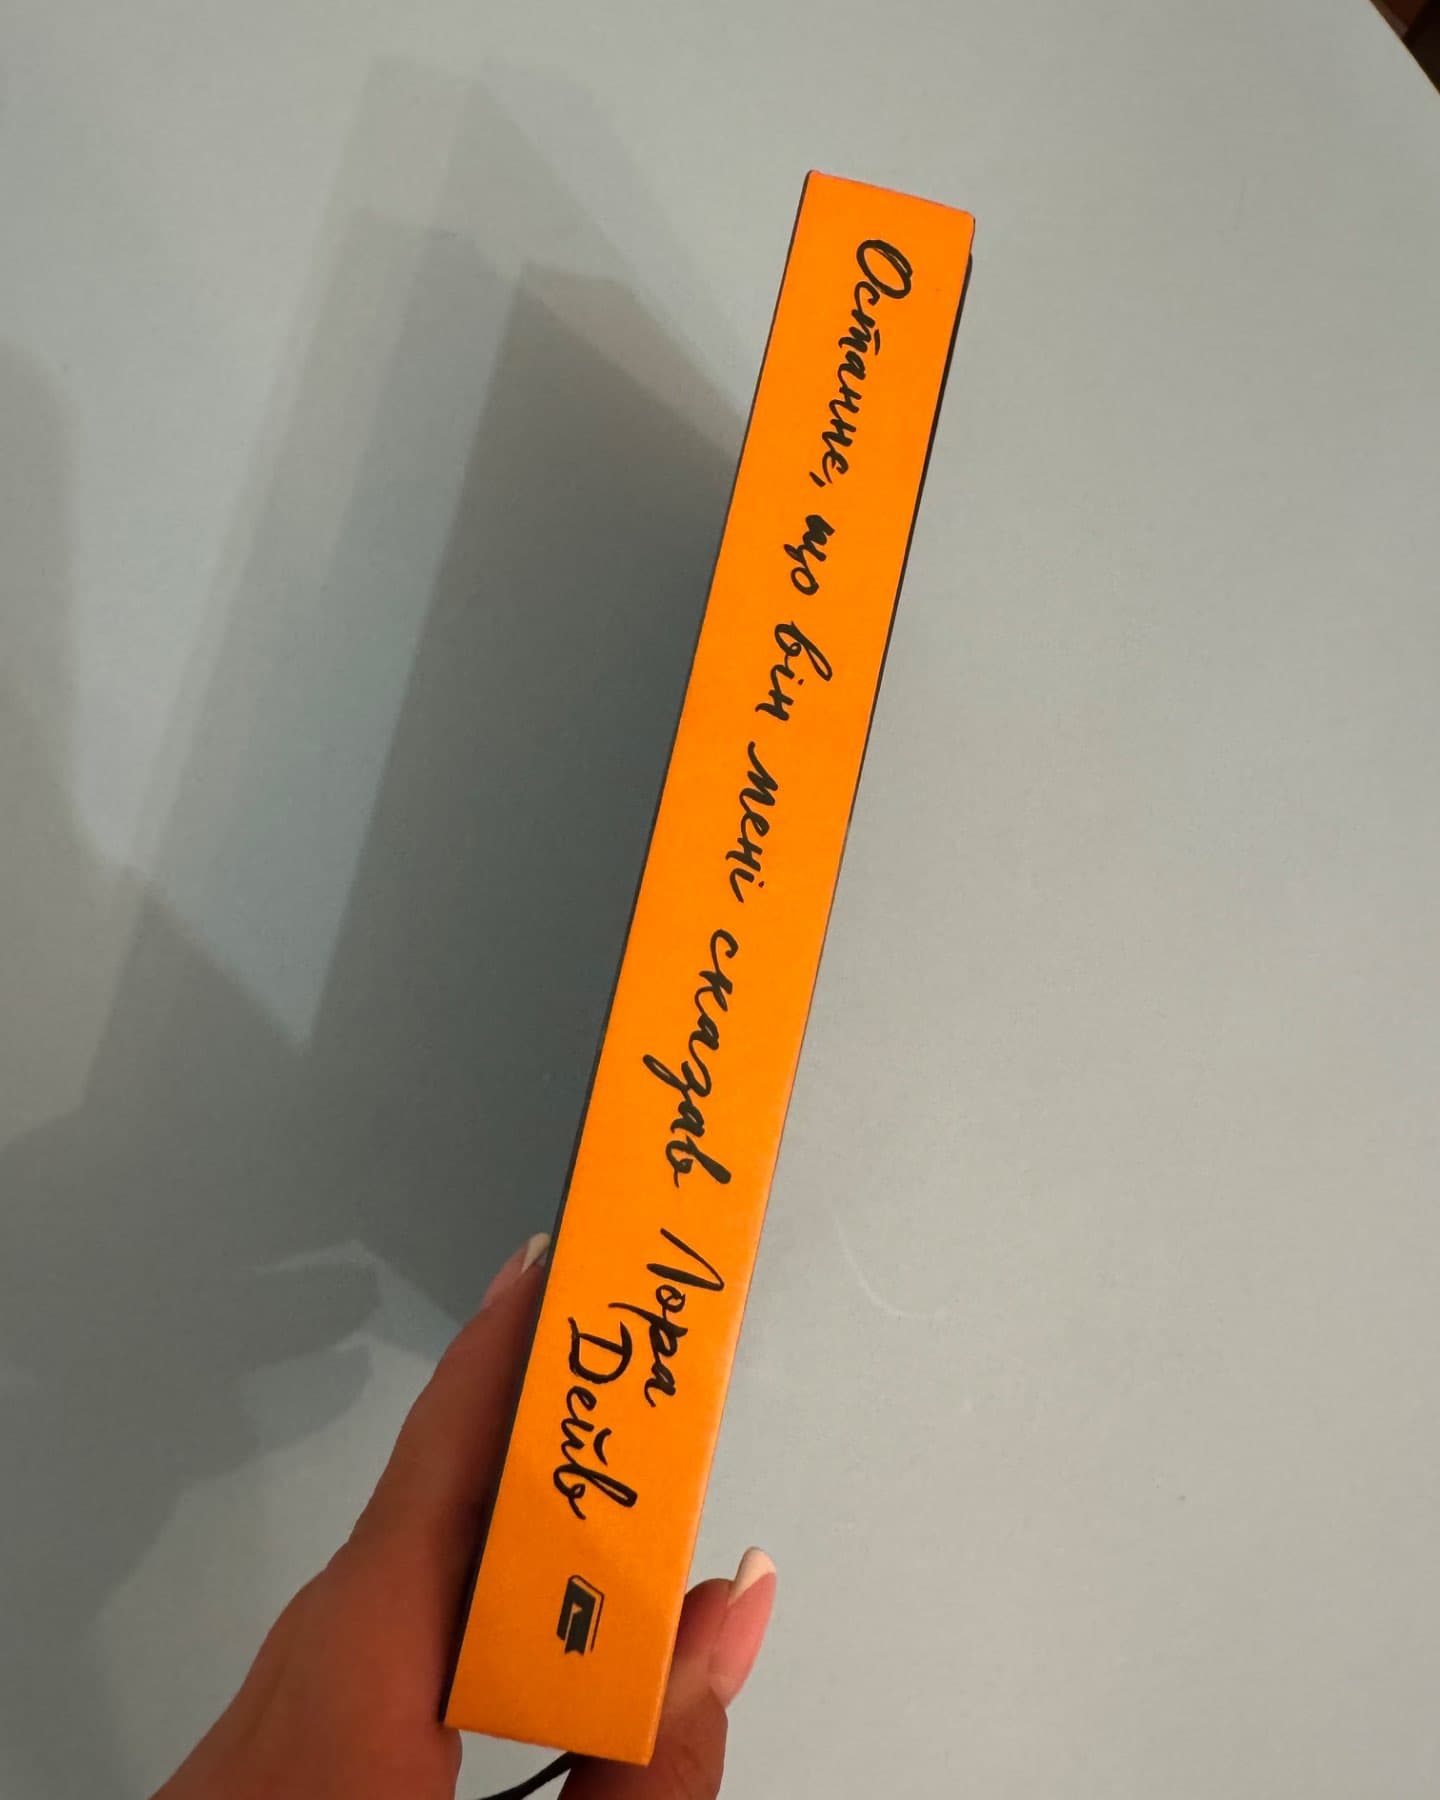 Останнє, що він мені сказав
Лора
Дейв